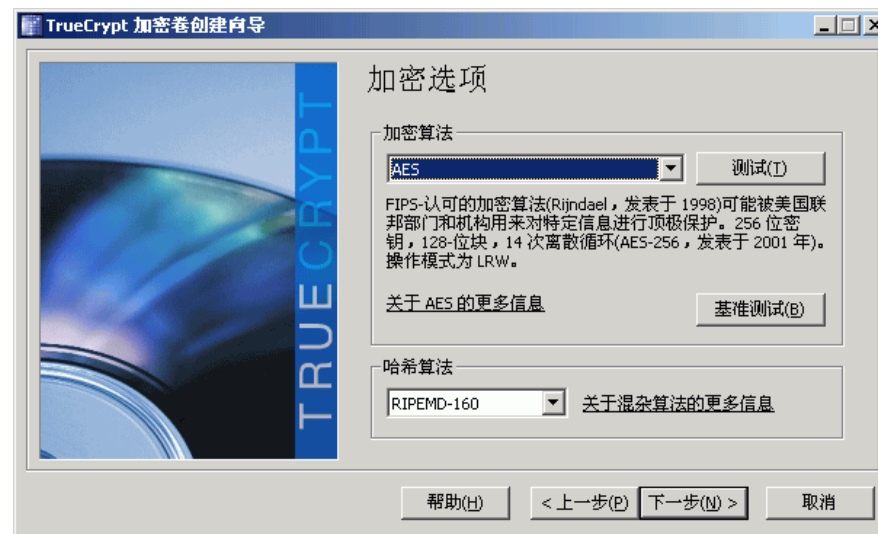 TrueCrypt 加密卷创建向导
加密选项
加密算法
AES
测试(T)
FIPS-认可的加密算法(Rijndael，发表于 1998)可能被美国联
邦部门和机构用来对特定信息进行顶极保护。256 位密
钥，128-位块，14 次离散循环(AES-256，发表于 2001 年)。
操作模式为 LRW。
关于 AES 的更多信息
基准测试(B)
哈希算法
RIPEMD-160
关于混杂算法的更多信息
TRUECRYPT
帮助(H)
< 上一步(P)
下一步(N) >
取消